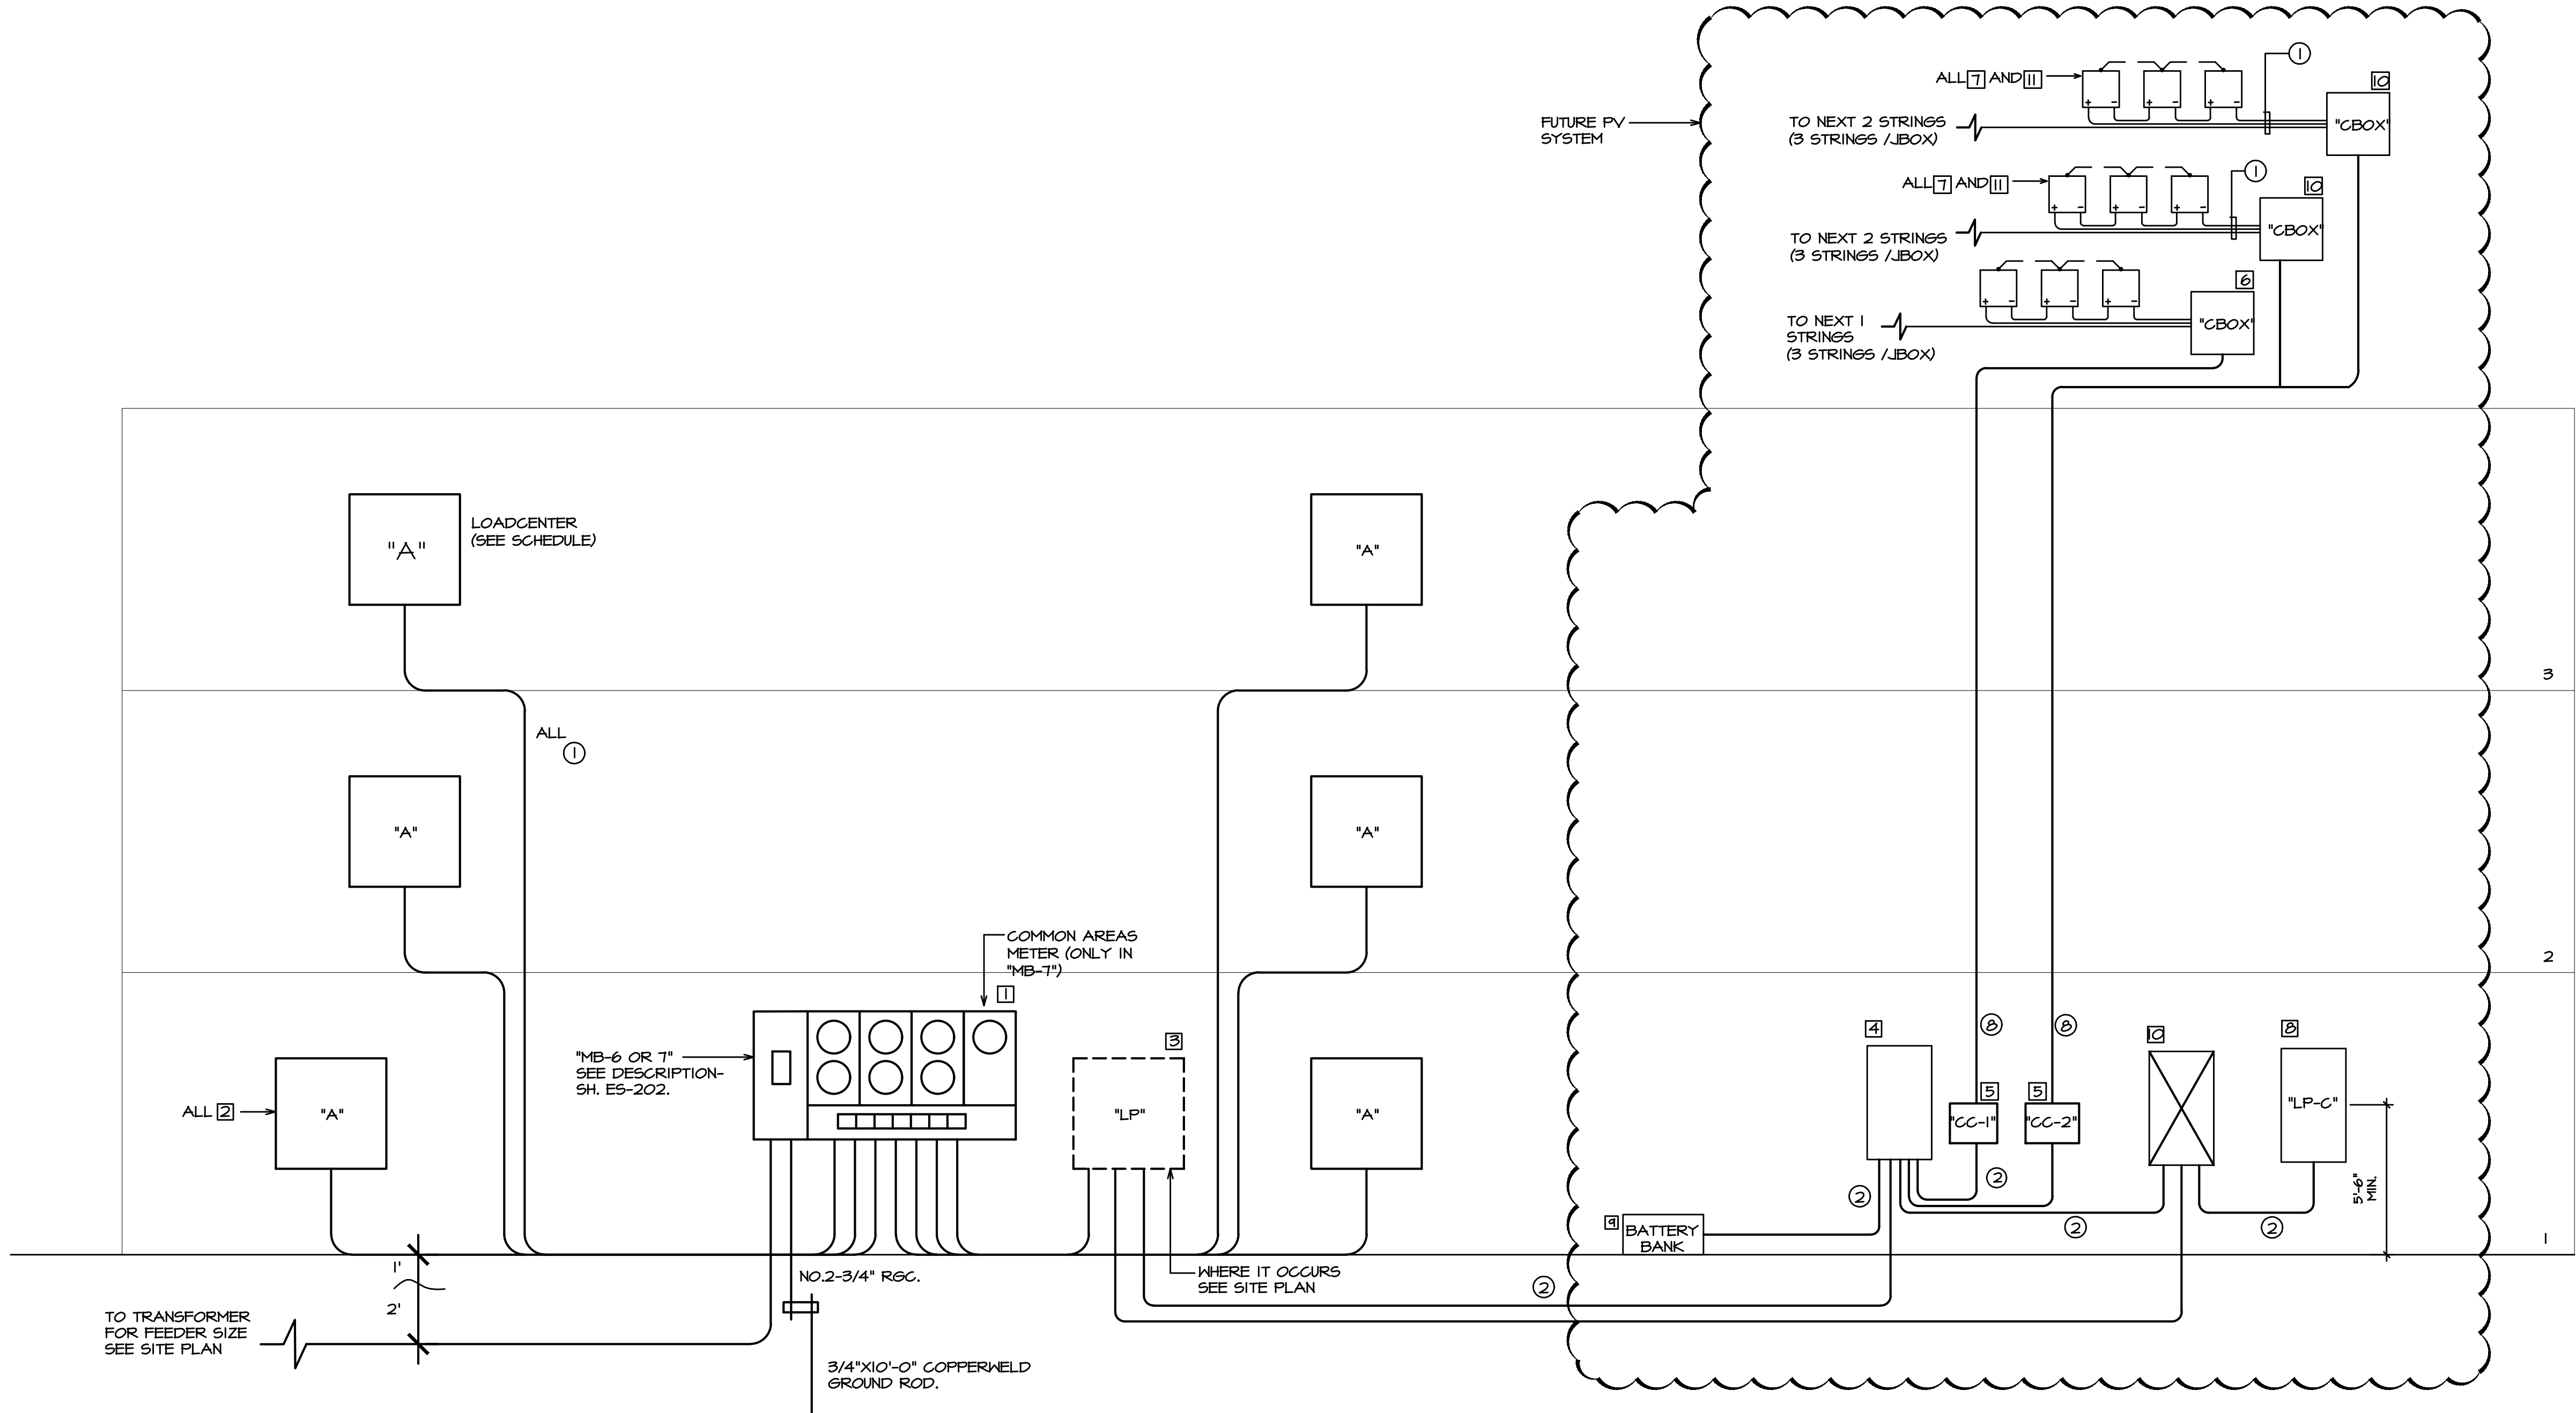 1
ALL 7 AND 11
10
FUTURE PV
SYSTEM
TO NEXT 2 STRINGS
(3 STRINGS /JBOX)
"CBOX"
1
ALL 7 AND 11
10
TO NEXT 2 STRINGS
(3 STRINGS /JBOX)
"CBOX"
6
TO NEXT 1
STRINGS
(3 STRINGS /JBOX)
"CBOX"
"A"
LOADCENTER
(SEE SCHEDULE)
"A"
3
ALL
1
"A"
"A"
2
COMMON AREAS
METER (ONLY IN
"MB-7")
1
"MB-6 OR 7"
SEE DESCRIPTION-
SH. ES-202.
3
ALL 2
"A"
"LP"
"A"
4
8
8
10
8
5
5
"CC-1"
"CC-2"
"LP-C"
2
2
5'-6"
MIN.
9
BATTERY
BANK
2
2
1
1'
2'
NO.2-3/4" RGC.
WHERE IT OCCURS
SEE SITE PLAN
2
TO TRANSFORMER
FOR FEEDER SIZE
SEE SITE PLAN
3/4"X10'-0" COPPERWELD
GROUND ROD.